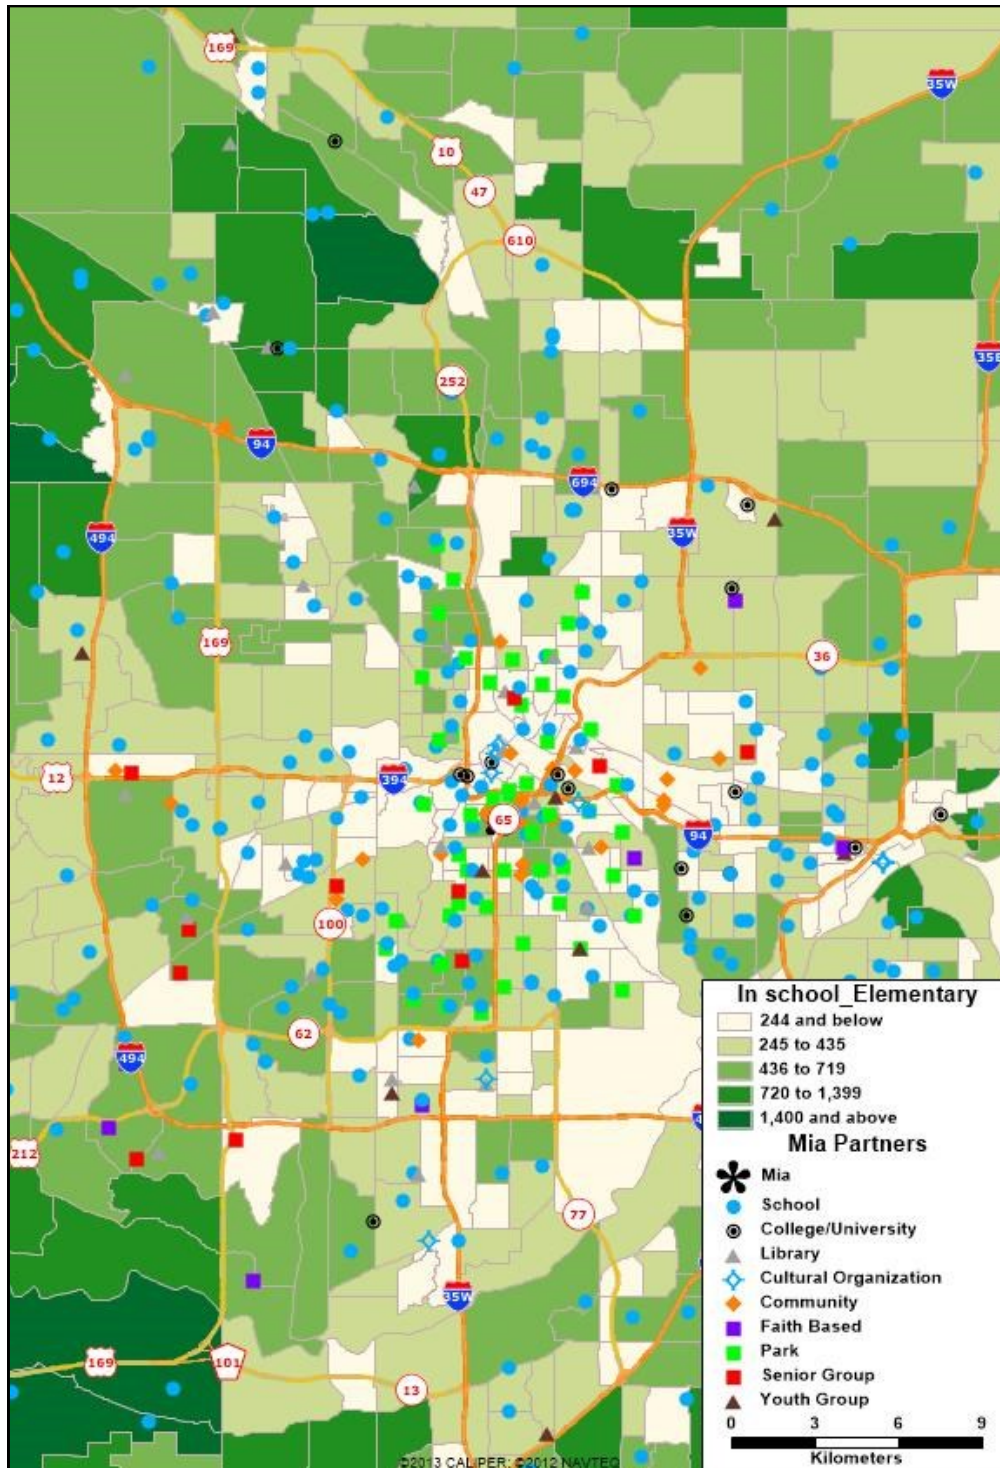 169
35W
10
47
610
35E
252
94
694
494
35W
169
36
12
394
65
94
100
62
494
212
77
35W
169
101
13
In school_Elementary
244 and below
245 to 435
436 to 719
720 to 1,399
1,400 and above
Mia Partners
Mia
School
College/University
Library
Cultural Organization
Community
Faith Based
Park
Senior Group
Youth Group
0 3 6 9
Kilometers
©2013 CALIPER; ©2012 NAVTEQ